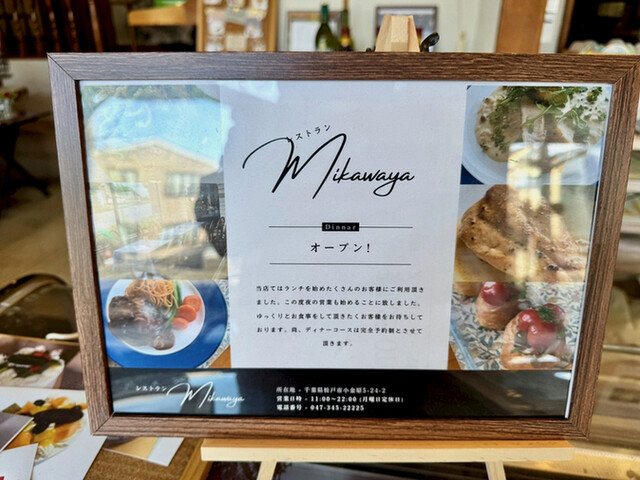 レストラン
Mikawaya
Dinnar
オープン!
当店ではランチを始めたくさんのお客様にご利用頂き
ました。この度夜の営業も始めることに致しました。
ゆっくりとお食事をして頂きたくお客様をお待ちして
おります。尚、ディナーコースは完全予約制とさせて
頂きます。
レストラン Mikawaya
所在地 - 千葉県松戸市小金原5-24-2
営業日時 - 11:00〜22:00 (月曜日定休日)
電話番号 - 047-345-22225